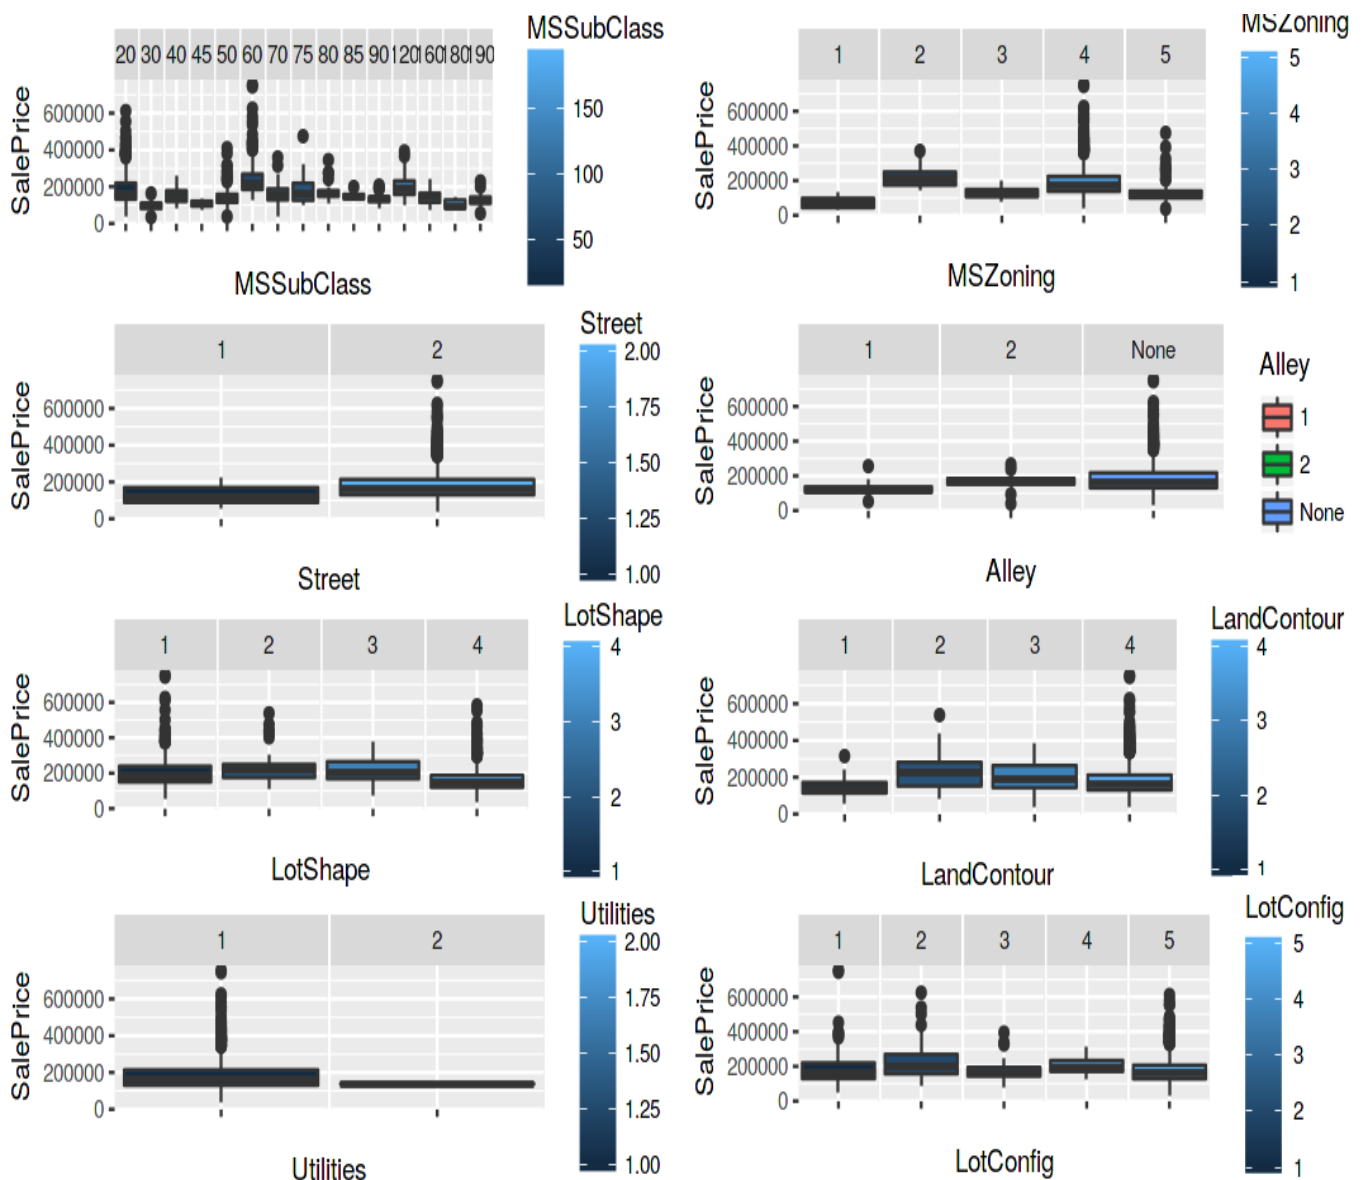 MSSubClass
20 30 40 45 50 60 70 75 80 85 90 120 160 180 190
SalePrice
600000
400000
200000
0
150
100
50
MSSubClass
MSZoning
1 2 3 4 5
SalePrice
600000
400000
200000
0
5
4
3
2
1
MSZoning
Street
1 2
SalePrice
600000
400000
200000
0
2.00
1.75
1.50
1.25
1.00
Street
1 2 None
SalePrice
600000
400000
200000
0
Alley
1
2
None
Alley
LotShape
1 2 3 4
SalePrice
600000
400000
200000
0
4
3
2
1
LotShape
LandContour
1 2 3 4
SalePrice
600000
400000
200000
0
4
3
2
1
LandContour
Utilities
1 2
SalePrice
600000
400000
200000
0
2.00
1.75
1.50
1.25
1.00
Utilities
LotConfig
1 2 3 4 5
SalePrice
600000
400000
200000
0
5
4
3
2
1
LotConfig